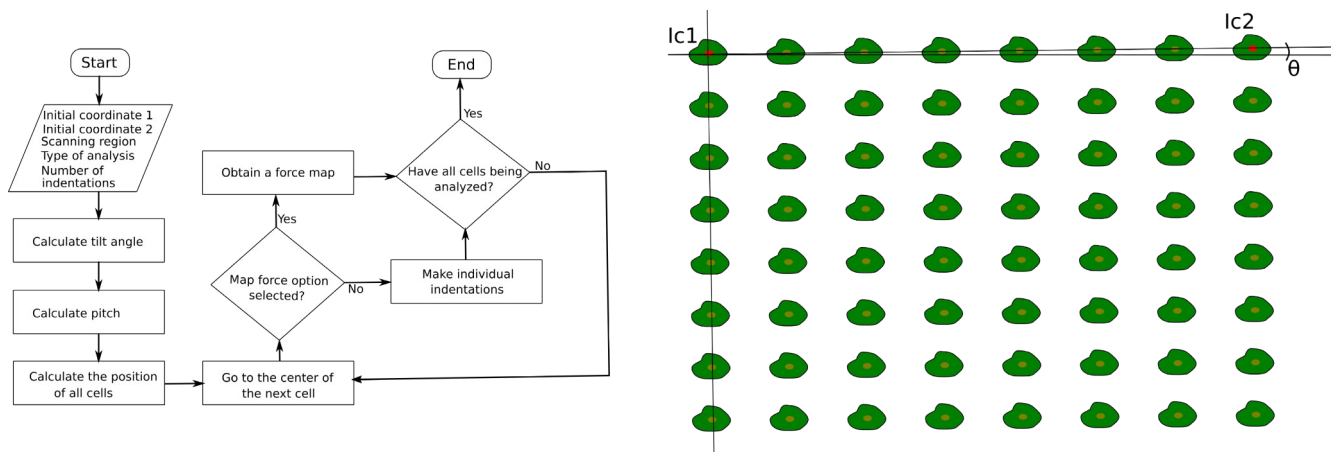 Start
Initial coordinate 1
Initial coordinate 2
Scanning region
Type of analysis
Number of
indentations
Calculate tilt angle
Calculate pitch
Calculate the position
of all cells
Go to the center of
the next cell
Map force option
selected?
Yes
No
Obtain a force map
Make individual
indentations
Have all cells being
analyzed?
Yes
No
End
Ic1
Ic2
θ